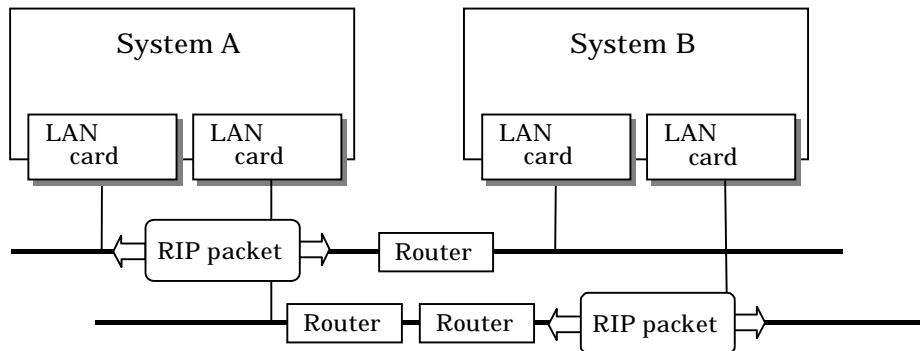 System A
System B
LAN
card
LAN
card
LAN
card
LAN
card
RIP packet
Router
Router
Router
RIP packet